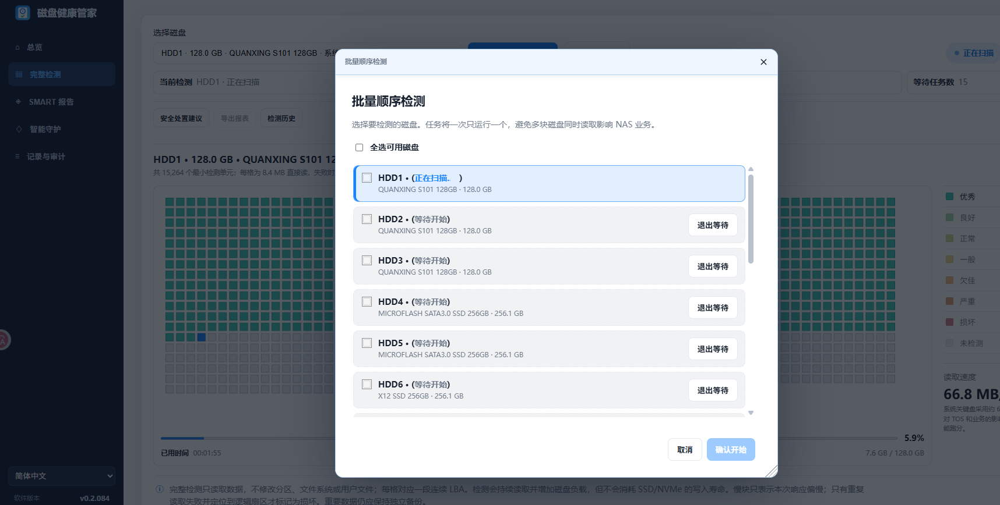 磁盘健康管家
总览
完整检测
SMART 报告
智能守护
记录与审计
简体中文
软件版本 v0.2.084
选择磁盘
HDD1 · 128.0 GB · QUANXING S101 128GB · 系统
正在扫描
当前检测 HDD1 · 正在扫描
等待任务数 15
安全处置建议 导出报表 检测历史
HDD1 • 128.0 GB • QUANXING S101 12
共 15,264 个最小检测单元；每格为 8.4 MB 直接读，失败时
批量顺序检测
批量顺序检测
选择要检测的磁盘。任务将一次只运行一个，避免多块磁盘同时读取影响 NAS 业务。
全选可用磁盘
HDD1 • (正在扫描.. )
QUANXING S101 128GB · 128.0 GB
HDD2 • (等待开始)
QUANXING S101 128GB · 128.0 GB
退出等待
HDD3 • (等待开始)
QUANXING S101 128GB · 128.0 GB
退出等待
HDD4 • (等待开始)
MICROFLASH SATA3.0 SSD 256GB · 256.1 GB
退出等待
HDD5 • (等待开始)
MICROFLASH SATA3.0 SSD 256GB · 256.1 GB
退出等待
HDD6 • (等待开始)
X12 SSD 256GB · 256.1 GB
退出等待
取消 确认开始
优秀
良好
正常
一般
欠佳
严重
损坏
未检测
读取速度
66.8 MB/
系统关键盘采用约 6
对 TOS 和业务的影
能跑分。
5.9%
已用时间 00:01:55
7.6 GB / 128.0 GB
完整检测只读取数据，不修改分区、文件系统或用户文件；每格对应一段连续 LBA。检测会持续读取并增加磁盘负载，但不会消耗 SSD/NVMe 的写入寿命。慢块只表示本次响应偏慢；只有重复
读取失败并定位到逻辑扇区才标记为损坏。重要数据仍应保持独立备份。